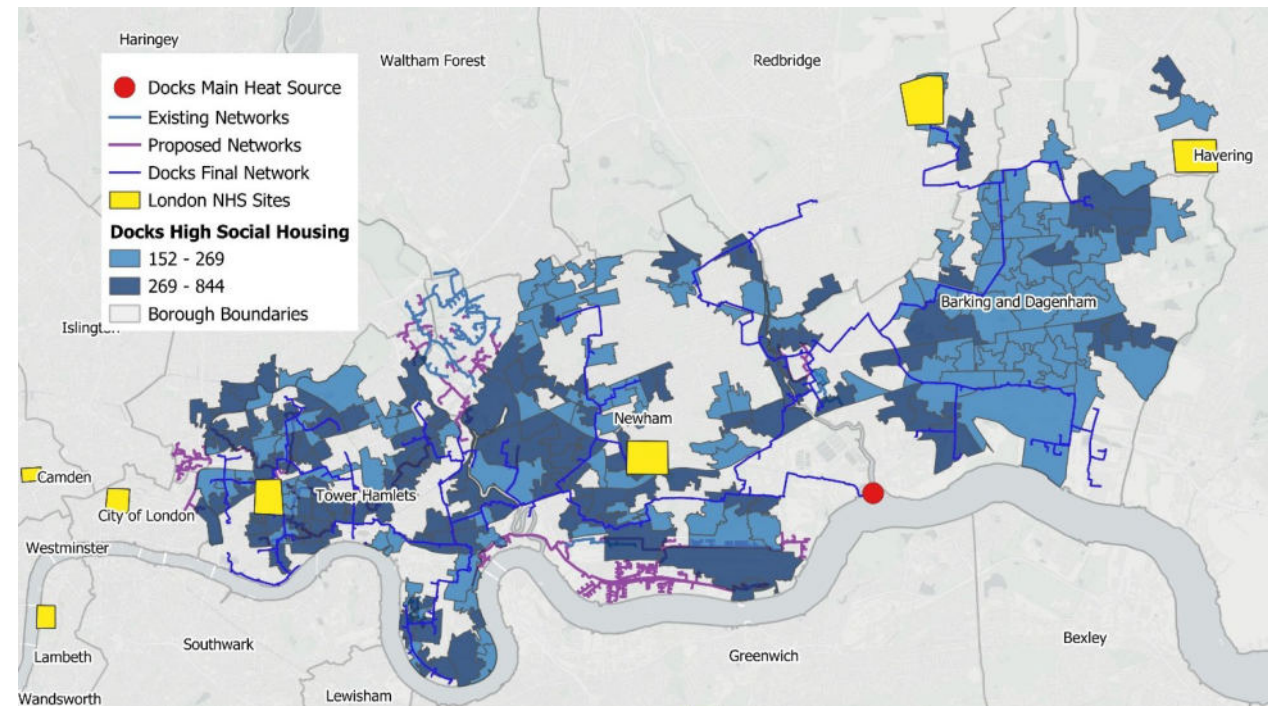 Haringey
Waltham Forest
Redbridge
Docks Main Heat Source
Existing Networks
Proposed Networks
Docks Final Network
London NHS Sites
Docks High Social Housing
152 - 269
269 - 844
Borough Boundaries
Havering
Islington
Barking and Dagenham
Newham
Camden
Tower Hamlets
City of London
Westminster
Southwark
Lambeth
Greenwich
Bexley
Lewisham
Wandsworth